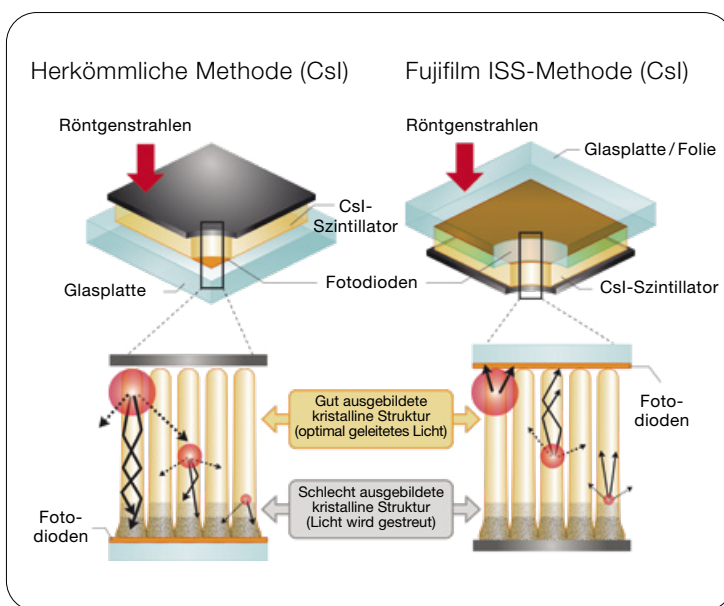 Herkömmliche Methode (CsI)
Fujifilm ISS-Methode (CsI)
Röntgenstrahlen
Röntgenstrahlen
Glasplatte / Folie
CsI-
Szintillator
Fotodioden
Glasplatte
CsI-Szintillator
Gut ausgebildete
kristalline Struktur
(optimal geleitetes Licht)
Foto-
dioden
Schlecht ausgebildete
kristalline Struktur
(Licht wird gestreut)
Foto-
dioden